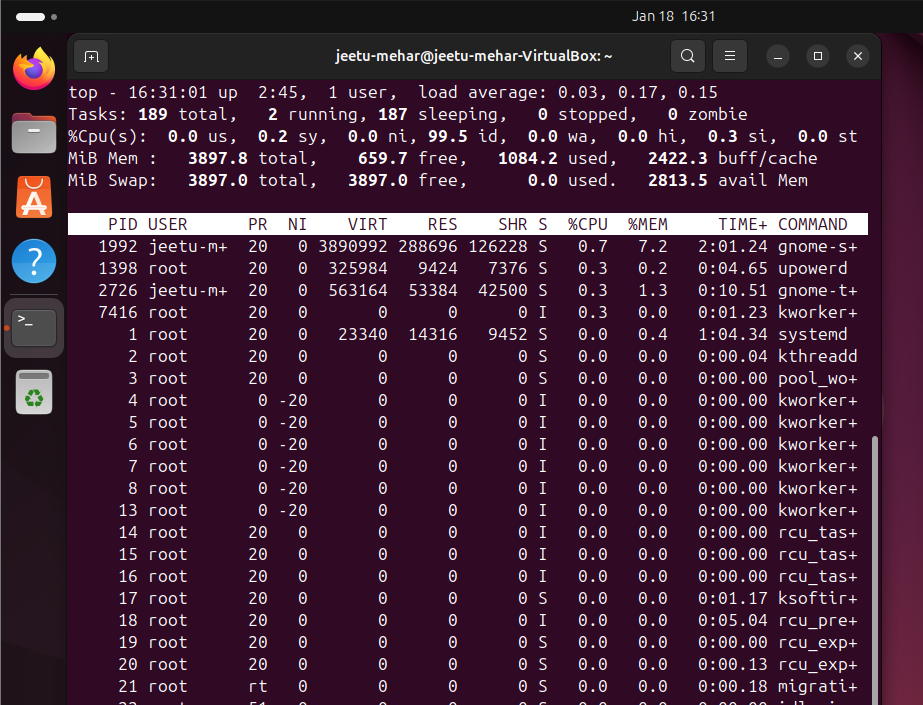 Jan 18 16:31
jeetu-mehar@jeetu-mehar-VirtualBox: ~
top - 16:31:01 up  2:45,  1 user,  load average: 0.03, 0.17, 0.15
Tasks: 189 total,   2 running, 187 sleeping,   0 stopped,   0 zombie
%Cpu(s):  0.0 us,  0.2 sy,  0.0 ni, 99.5 id,  0.0 wa,  0.0 hi,  0.3 si,  0.0 st
MiB Mem :   3897.8 total,    659.7 free,   1084.2 used,   2422.3 buff/cache
MiB Swap:   3897.0 total,   3897.0 free,      0.0 used.   2813.5 avail Mem
PID USER      PR  NI    VIRT    RES    SHR S  %CPU  %MEM     TIME+ COMMAND
1992 jeetu-m+  20   0 3890992 288696 126228 S   0.7   7.2   2:01.24 gnome-s+
1398 root      20   0  325984   9424   7376 S   0.3   0.2   0:04.65 upowerd
2726 jeetu-m+  20   0  563164  53384  42500 S   0.3   1.3   0:10.51 gnome-t+
7416 root      20   0       0      0      0 I   0.3   0.0   0:01.23 kworker+
1 root      20   0   23340  14316   9452 S   0.0   0.4   1:04.34 systemd
2 root      20   0       0      0      0 S   0.0   0.0   0:00.04 kthreadd
3 root      20   0       0      0      0 S   0.0   0.0   0:00.00 pool_wo+
4 root       0 -20       0      0      0 I   0.0   0.0   0:00.00 kworker+
5 root       0 -20       0      0      0 I   0.0   0.0   0:00.00 kworker+
6 root       0 -20       0      0      0 I   0.0   0.0   0:00.00 kworker+
7 root       0 -20       0      0      0 I   0.0   0.0   0:00.00 kworker+
8 root       0 -20       0      0      0 I   0.0   0.0   0:00.00 kworker+
13 root       0 -20       0      0      0 I   0.0   0.0   0:00.00 kworker+
14 root      20   0       0      0      0 I   0.0   0.0   0:00.00 rcu_tas+
15 root      20   0       0      0      0 I   0.0   0.0   0:00.00 rcu_tas+
16 root      20   0       0      0      0 I   0.0   0.0   0:00.00 rcu_tas+
17 root      20   0       0      0      0 S   0.0   0.0   0:01.17 ksoftir+
18 root      20   0       0      0      0 I   0.0   0.0   0:05.04 rcu_pre+
19 root      20   0       0      0      0 S   0.0   0.0   0:00.00 rcu_exp+
20 root      20   0       0      0      0 S   0.0   0.0   0:00.13 rcu_exp+
21 root      rt   0       0      0      0 S   0.0   0.0   0:00.18 migrati+